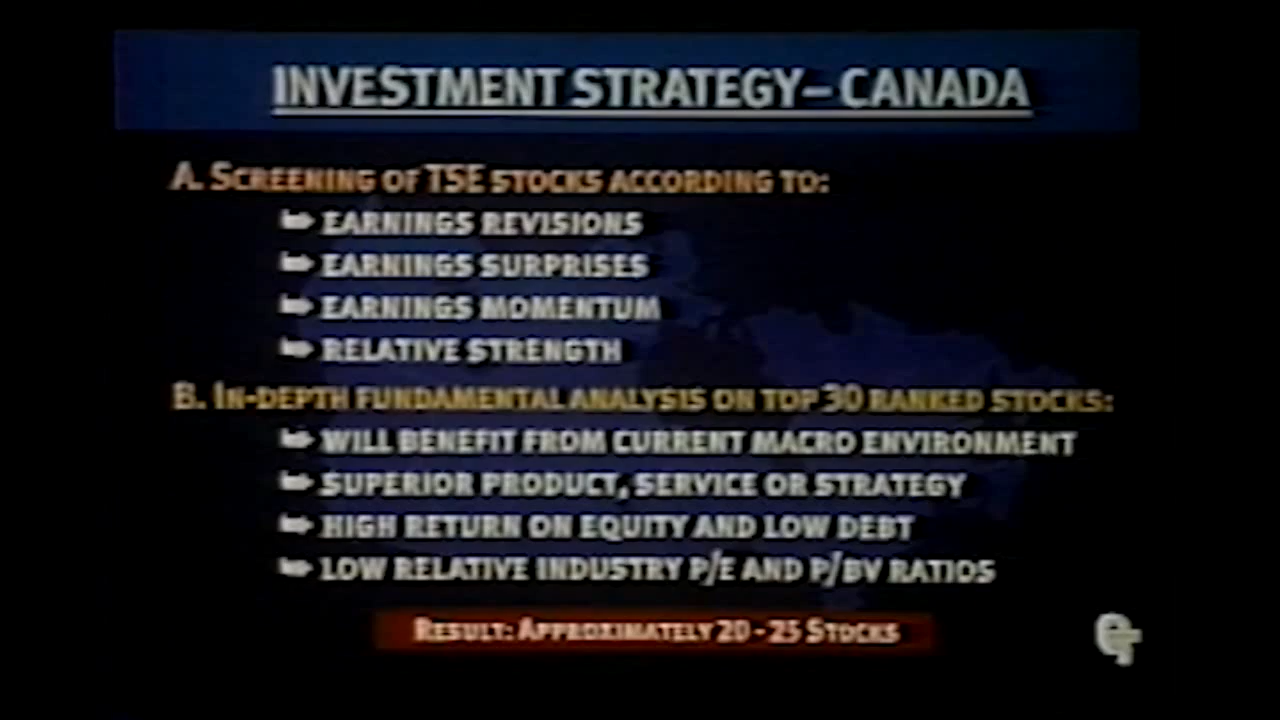 INVESTMENT STRATEGY – CANADA
A. SCREENING OF TSE STOCKS ACCORDING TO:
➨ EARNINGS REVISIONS
➨ EARNINGS SURPRISES
➨ EARNINGS MOMENTUM
➨ RELATIVE STRENGTH
B. IN-DEPTH FUNDAMENTAL ANALYSIS ON TOP 30 RANKED STOCKS:
➨ WILL BENEFIT FROM CURRENT MACRO ENVIRONMENT
➨ SUPERIOR PRODUCT, SERVICE OR STRATEGY
➨ HIGH RETURN ON EQUITY AND LOW DEBT
➨ LOW RELATIVE INDUSTRY P/E AND P/BV RATIOS
RESULT: APPROXIMATELY 20 - 25 STOCKS